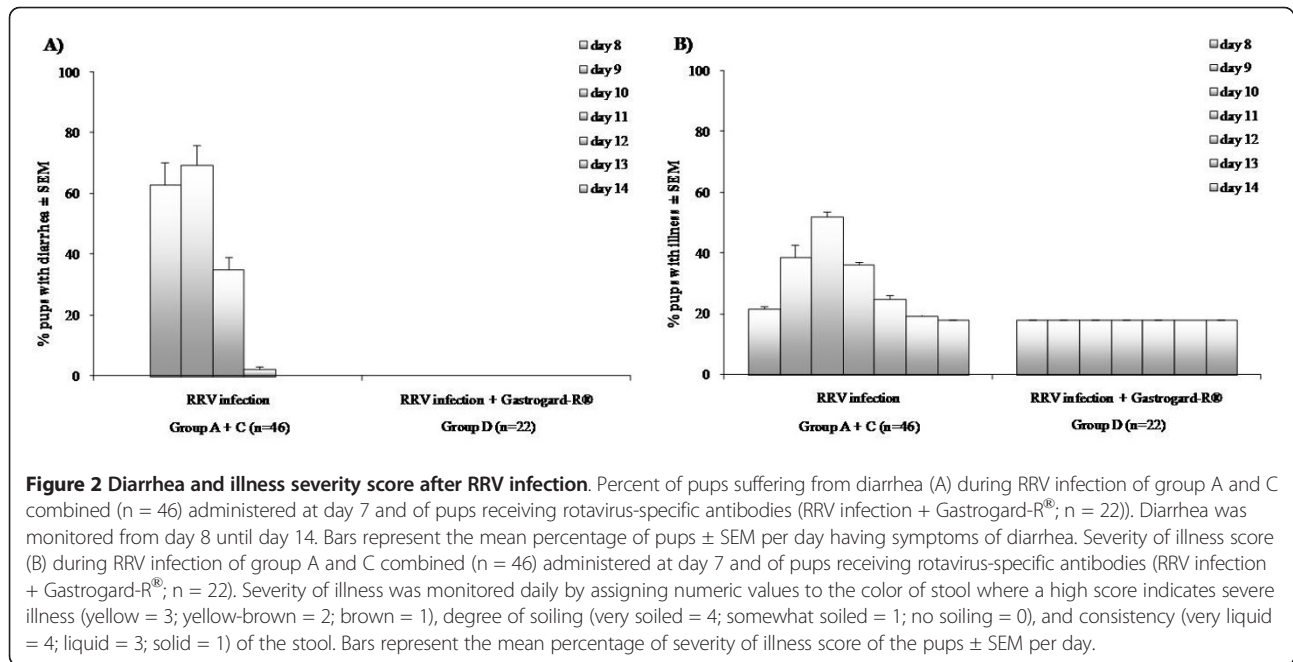 A)
% pups with diarrhea ± SEM
100
80
60
40
20
0
day 8
day 9
day 10
day 11
day 12
day 13
day 14
RRV infection
Group A + C (n=46)
RRV infection + Gastrogard-R®
Group D (n=22)
B)
% pups with illness ± SEM
100
80
60
40
20
0
day 8
day 9
day 10
day 11
day 12
day 13
day 14
RRV infection
Group A + C (n=46)
RRV infection + Gastrogard-R®
Group D (n=22)
Figure 2 Diarrhea and illness severity score after RRV infection. Percent of pups suffering from diarrhea (A) during RRV infection of group A and C
combined (n = 46) administered at day 7 and of pups receiving rotavirus-specific antibodies (RRV infection + Gastrogard-R®; n = 22)). Diarrhea was
monitored from day 8 until day 14. Bars represent the mean percentage of pups ± SEM per day having symptoms of diarrhea. Severity of illness score
(B) during RRV infection of group A and C combined (n = 46) administered at day 7 and of pups receiving rotavirus-specific antibodies (RRV infection
+ Gastrogard-R®; n = 22). Severity of illness was monitored daily by assigning numeric values to the color of stool where a high score indicates severe
illness (yellow = 3; yellow-brown = 2; brown = 1), degree of soiling (very soiled = 4; somewhat soiled = 1; no soiling = 0), and consistency (very liquid
= 4; liquid = 3; solid = 1) of the stool. Bars represent the mean percentage of severity of illness score of the pups ± SEM per day.